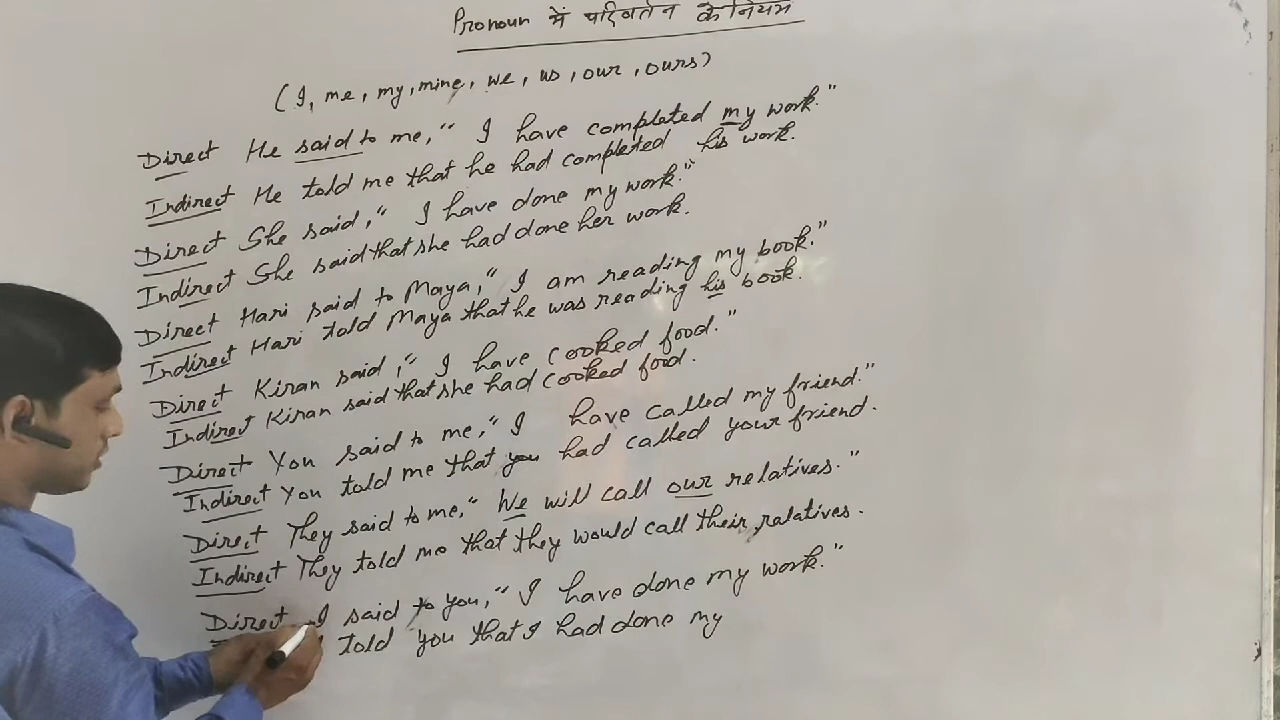 Pronoun में परिवर्तन के नियम
(I, me, my, mine, we, us, our, ours)
Direct He said to me, "I have completed my work."
Indirect He told me that he had completed his work.
Direct She said, "I have done my work."
Indirect She said that she had done her work.
Direct Hari said to Maya, "I am reading my book."
Indirect Hari told Maya that he was reading his book.
Direct Kiran said, "I have cooked food."
Indirect Kiran said that she had cooked food.
Direct You said to me, "I have called my friend."
Indirect You told me that you had called your friend.
Direct They said to me, "We will call our relatives."
Indirect They told me that they would call their ralatives.
Direct I said to you, "I have done my work."
told you that I had done my